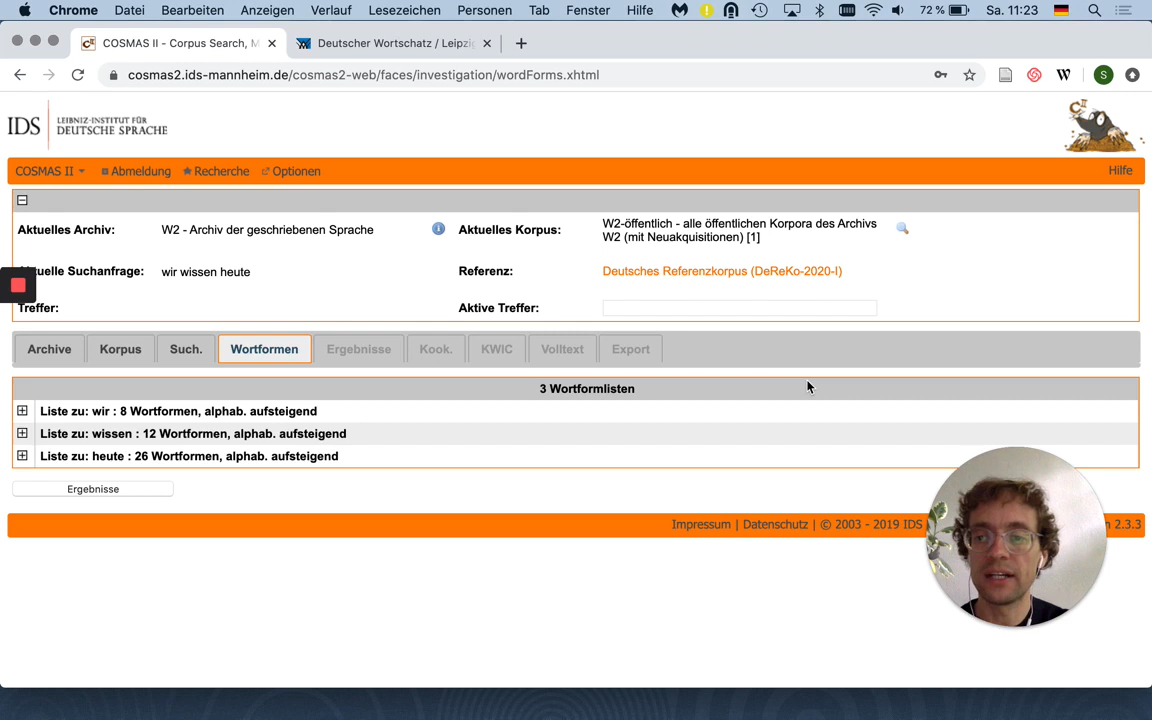 Chrome Datei Bearbeiten Anzeigen Verlauf Lesezeichen Personen Tab Fenster Hilfe 72 % Sa. 11:23
COSMAS II - Corpus Search, M Deutscher Wortschatz / Leipzig
cosmas2.ids-mannheim.de/cosmas2-web/faces/investigation/wordForms.xhtml W S
IDS LEIBNIZ-INSTITUT FÜR
DEUTSCHE SPRACHE
COSMAS II Abmeldung Recherche Optionen Hilfe
Aktuelles Archiv: W2 - Archiv der geschriebenen Sprache Aktuelles Korpus: W2-öffentlich - alle öffentlichen Korpora des Archivs
W2 (mit Neuakquisitionen) [1]
tuelle Suchanfrage: wir wissen heute Referenz: Deutsches Referenzkorpus (DeReKo-2020-I)
Treffer: Aktive Treffer:
Archive Korpus Such. Wortformen Ergebnisse Kook. KWIC Volltext Export
3 Wortformlisten
Liste zu: wir : 8 Wortformen, alphab. aufsteigend
Liste zu: wissen : 12 Wortformen, alphab. aufsteigend
Liste zu: heute : 26 Wortformen, alphab. aufsteigend
Ergebnisse
Impressum | Datenschutz | © 2003 - 2019 IDS n 2.3.3